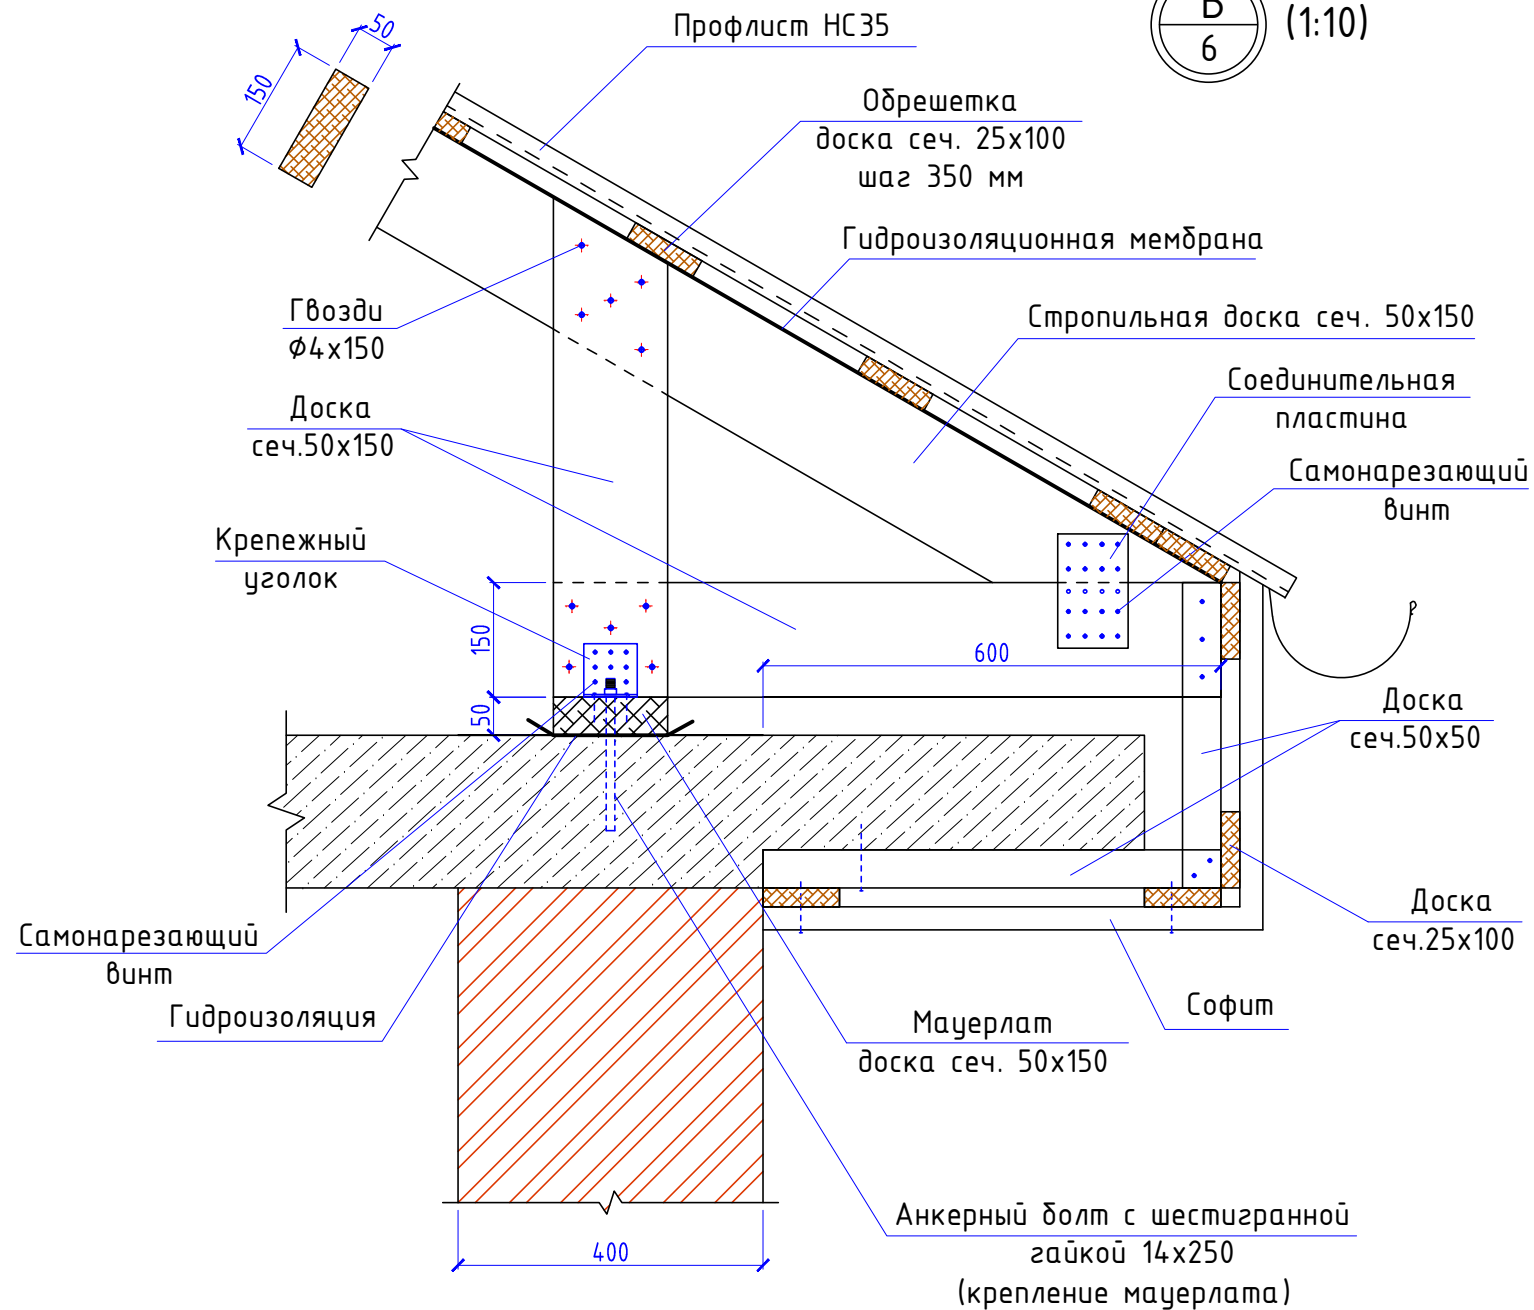 В
6
(1:10)
Профлист НС35
50
150
Обрешетка
доска сеч. 25х100
шаг 350 мм
Гидроизоляционная мембрана
Гвозди
Ф4х150
Стропильная доска сеч. 50х150
Соединительная
пластина
Доска
сеч.50х150
Самонарезающий
винт
Крепежный
уголок
150
600
50
Доска
сеч.50х50
Доска
сеч.25х100
Самонарезающий
винт
Гидроизоляция
Софит
Мауерлат
доска сеч. 50х150
Анкерный болт с шестигранной
гайкой 14х250
(крепление мауерлата)
400